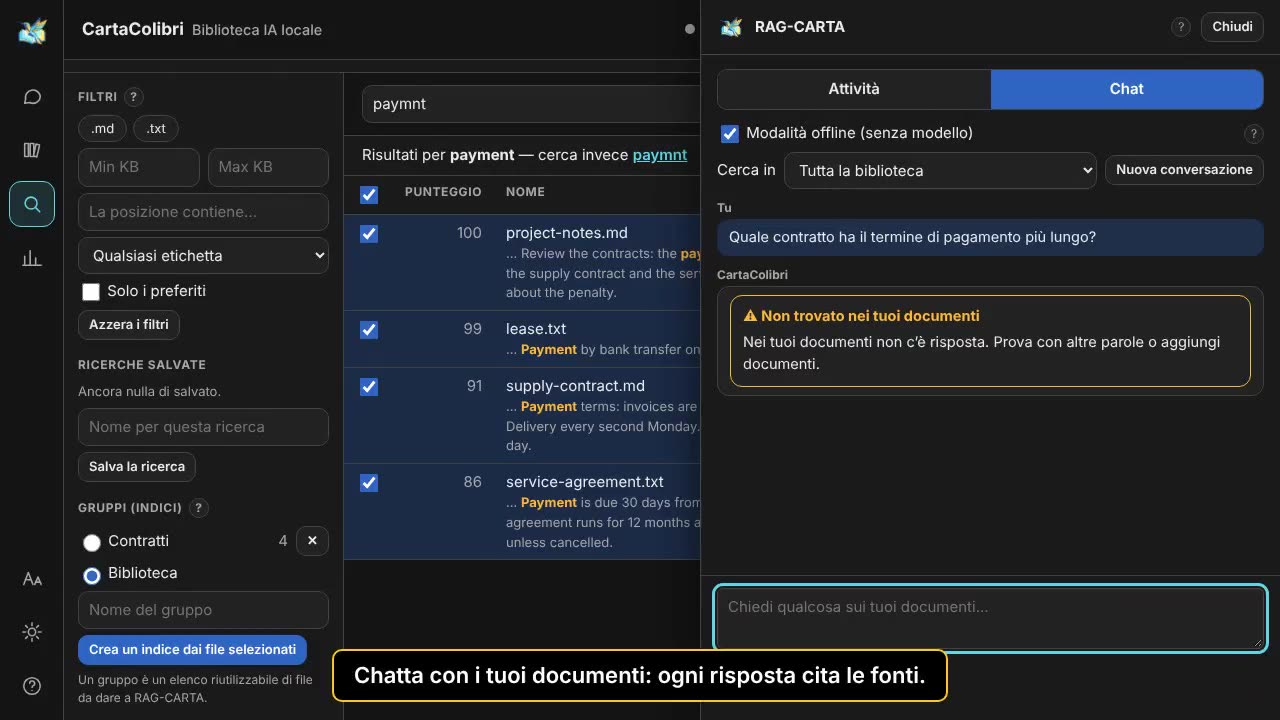 CartaColibri Biblioteca IA locale
FILTRI ?
.md .txt
Min KB Max KB
La posizione contiene...
Qualsiasi etichetta
Solo i preferiti
Azzera i filtri
RICERCHE SALVATE
Ancora nulla di salvato.
Nome per questa ricerca
Salva la ricerca
GRUPPI (INDICI) ?
Contratti 4 ×
Biblioteca
Nome del gruppo
Crea un indice dai file selezionati
Un gruppo è un elenco riutilizzabile di file
da dare a RAG-CARTA.
paymnt
Risultati per payment — cerca invece paymnt
PUNTEGGIO NOME
100 project-notes.md
... Review the contracts: the pay
the supply contract and the ser
about the penalty.
99 lease.txt
... Payment by bank transfer on
91 supply-contract.md
... Payment terms: invoices are
Delivery every second Monday.
day.
86 service-agreement.txt
... Payment is due 30 days from
agreement runs for 12 months a
unless cancelled.
RAG-CARTA ? Chiudi
Attività Chat
Modalità offline (senza modello) ?
Cerca in Tutta la biblioteca Nuova conversazione
Tu
Quale contratto ha il termine di pagamento più lungo?
CartaColibri
⚠ Non trovato nei tuoi documenti
Nei tuoi documenti non c’è risposta. Prova con altre parole o aggiungi
documenti.
Chiedi qualcosa sui tuoi documenti...
Chatta con i tuoi documenti: ogni risposta cita le fonti.